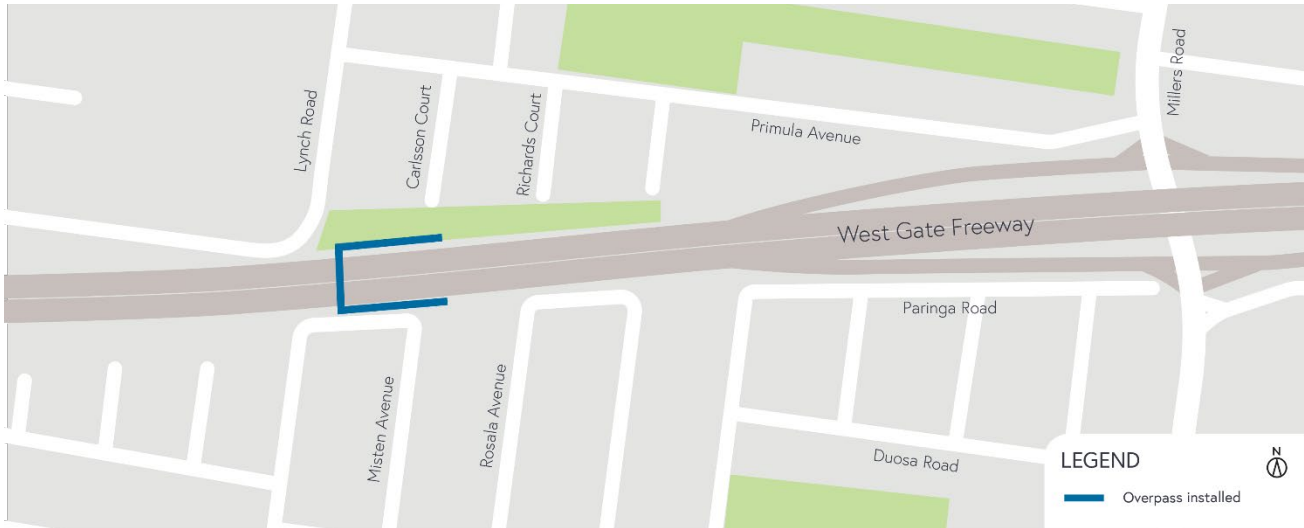 Millers Road
Lynch Road
Carlsson Court
Richards Court
Primula Avenue
West Gate Freeway
Paringa Road
Misten Avenue
Rosala Avenue
Duosa Road
LEGEND
N
Overpass installed